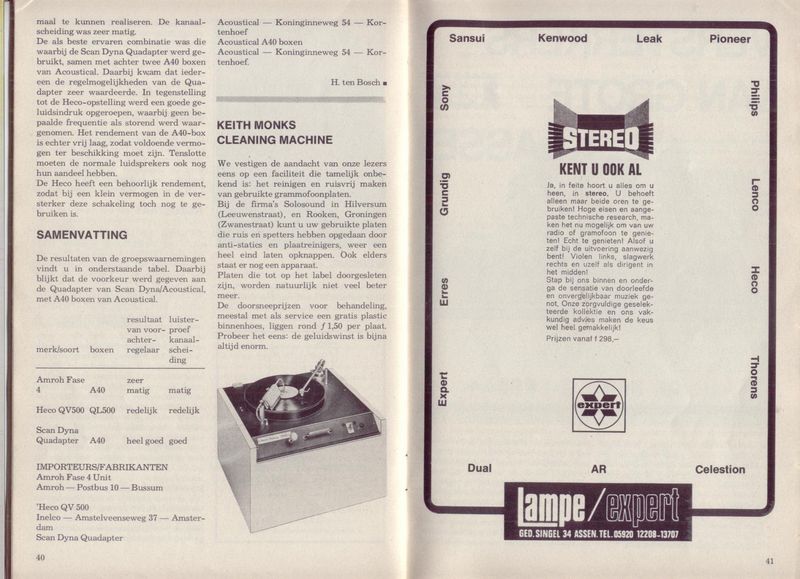 maal te kunnen realiseren. De kanaal-
scheiding was zeer matig.
De als beste ervaren combinatie was die
waarbij de Scan Dyna Quadapter werd ge-
bruikt, samen met achter twee A40 boxen
van Acoustical. Daarbij kwam dat ieder-
een de regelmogelijkheden van de Qua-
dapter zeer waardeerde. In tegenstelling
tot de Heco-opstelling werd een goede ge-
luidsindruk opgeroepen, waarbij geen be-
paalde frequentie als storend werd waar-
genomen. Het rendement van de A40-box
is echter vrij laag, zodat voldoende vermo-
gen ter beschikking moet zijn. Tenslotte
moeten de normale luidsprekers ook nog
hun aandeel hebben.
De Heco heeft een behoorlijk rendement,
zodat bij een klein vermogen in de ver-
sterker deze schakeling toch nog te ge-
bruiken is.
SAMENVATTING
De resultaten van de groepswaarnemingen
vindt u in onderstaande tabel. Daarbij
blijkt dat de voorkeur werd gegeven aan
de Quadapter van Scan Dyna/Acoustical,
met A40 boxen van Acoustical.
resultaat luister-
van voor- proef
achter- kanaal-
merk/soort boxen regelaar schei-
ding
Amroh Fase zeer
4 A40 matig matig
Heco QV500 QL500 redelijk redelijk
Scan Dyna
Quadapter A40 heel goed goed
IMPORTEURS/FABRIKANTEN
Amroh Fase 4 Unit
Amroh — Postbus 10 — Bussum
'Heco QV 500
Inelco — Amstelveenseweg 37 — Amster-
dam
Scan Dyna Quadapter
40
Acoustical — Koninginneweg 54 — Kor-
tenhoef
Acoustical A40 boxen
Acoustical — Koninginneweg 54 — Kor-
tenhoef.
H. ten Bosch ■
KEITH MONKS
CLEANING MACHINE
We vestigen de aandacht van onze lezers
eens op een faciliteit die tamelijk onbe-
kend is: het reinigen en ruisvrij maken
van gebruikte grammofoonplaten.
Bij de firma's Solosound in Hilversum
(Leeuwenstraat), en Rooken, Groningen
(Zwanestraat) kunt u uw gebruikte platen
die ruis en spetters hebben opgedaan door
anti-statics en plaatreinigers, weer een
heel eind laten opknappen. Ook elders
staat er nog een apparaat.
Platen die tot op het label doorgesleten
zijn, worden natuurlijk niet veel beter
meer.
De doorsneeprijzen voor behandeling,
meestal met als service een gratis plastic
binnenhoes, liggen rond ƒ 1,50 per plaat.
Probeer het eens: de geluidswinst is bijna
altijd enorm.
Sansui Kenwood Leak Pioneer
Sony
Grundig
Erres
Expert
Philips
Lenco
Heco
Thorens
STEREO
KENT U OOK AL
Ja, in feite hoort u alles om u
heen, in stereo. U behoeft
alleen maar beide oren te ge-
bruiken! Hoge eisen en aange-
paste technische research, ma-
ken het nu mogelijk om van uw
radio of gramofoon te genie-
ten! Echt te genieten! Alsof u
zelf bij de uitvoering aanwezig
bent! Violen links, slagwerk
rechts en uzelf als dirigent in
het midden!
Stap bij ons binnen en onder-
ga de sensatie van doorleefde
en onvergelijkbaar muziek ge-
not. Onze zorgvuldige geselek-
teerde kollektie en ons vak-
kundig advies maken de keus
wel heel gemakkelijk!
Prijzen vanaf f 298,—
expert
Dual AR Celestion
Lampe/expert
GED. SINGEL 34 ASSEN. TEL. 05920 12208-13707
41